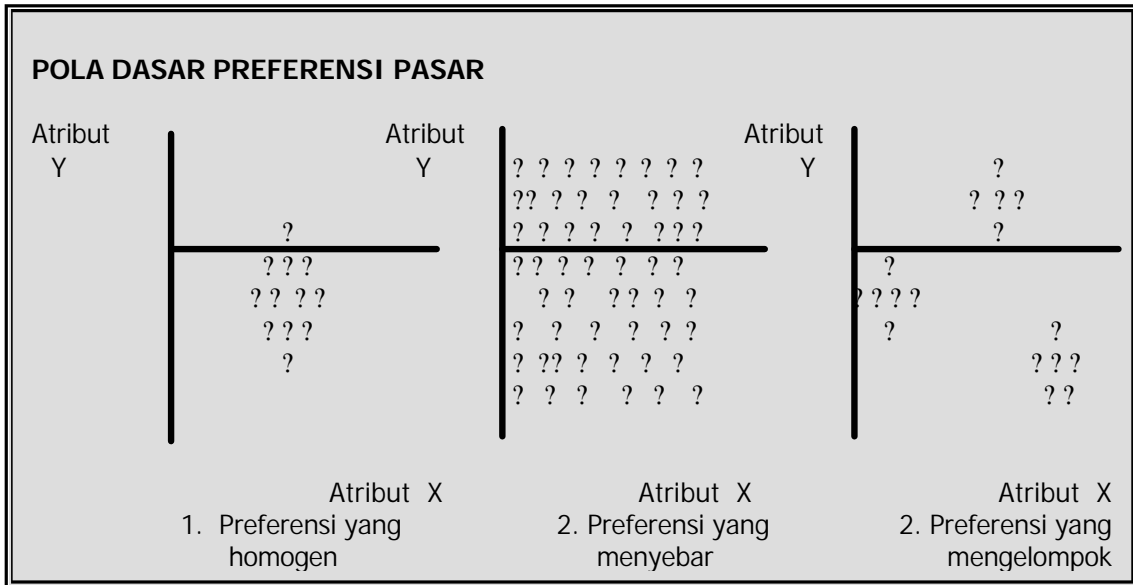 POLA DASAR PREFERENSI PASAR
Atribut Atribut Atribut
Y Y Y
? ? ? ? ? ? ? ? ?
?? ? ? ? ? ? ? ? ? ?
? ? ? ? ? ? ? ? ? ?
? ? ? ? ? ? ? ? ? ? ?
?? ?? ? ? ?? ? ? ? ? ? ?
? ? ? ? ? ? ? ? ? ? ?
? ? ?? ? ? ? ? ? ? ?
? ? ? ? ? ? ? ?
Atribut X Atribut X Atribut X
1. Preferensi yang 2. Preferensi yang 2. Preferensi yang
homogen menyebar mengelompok